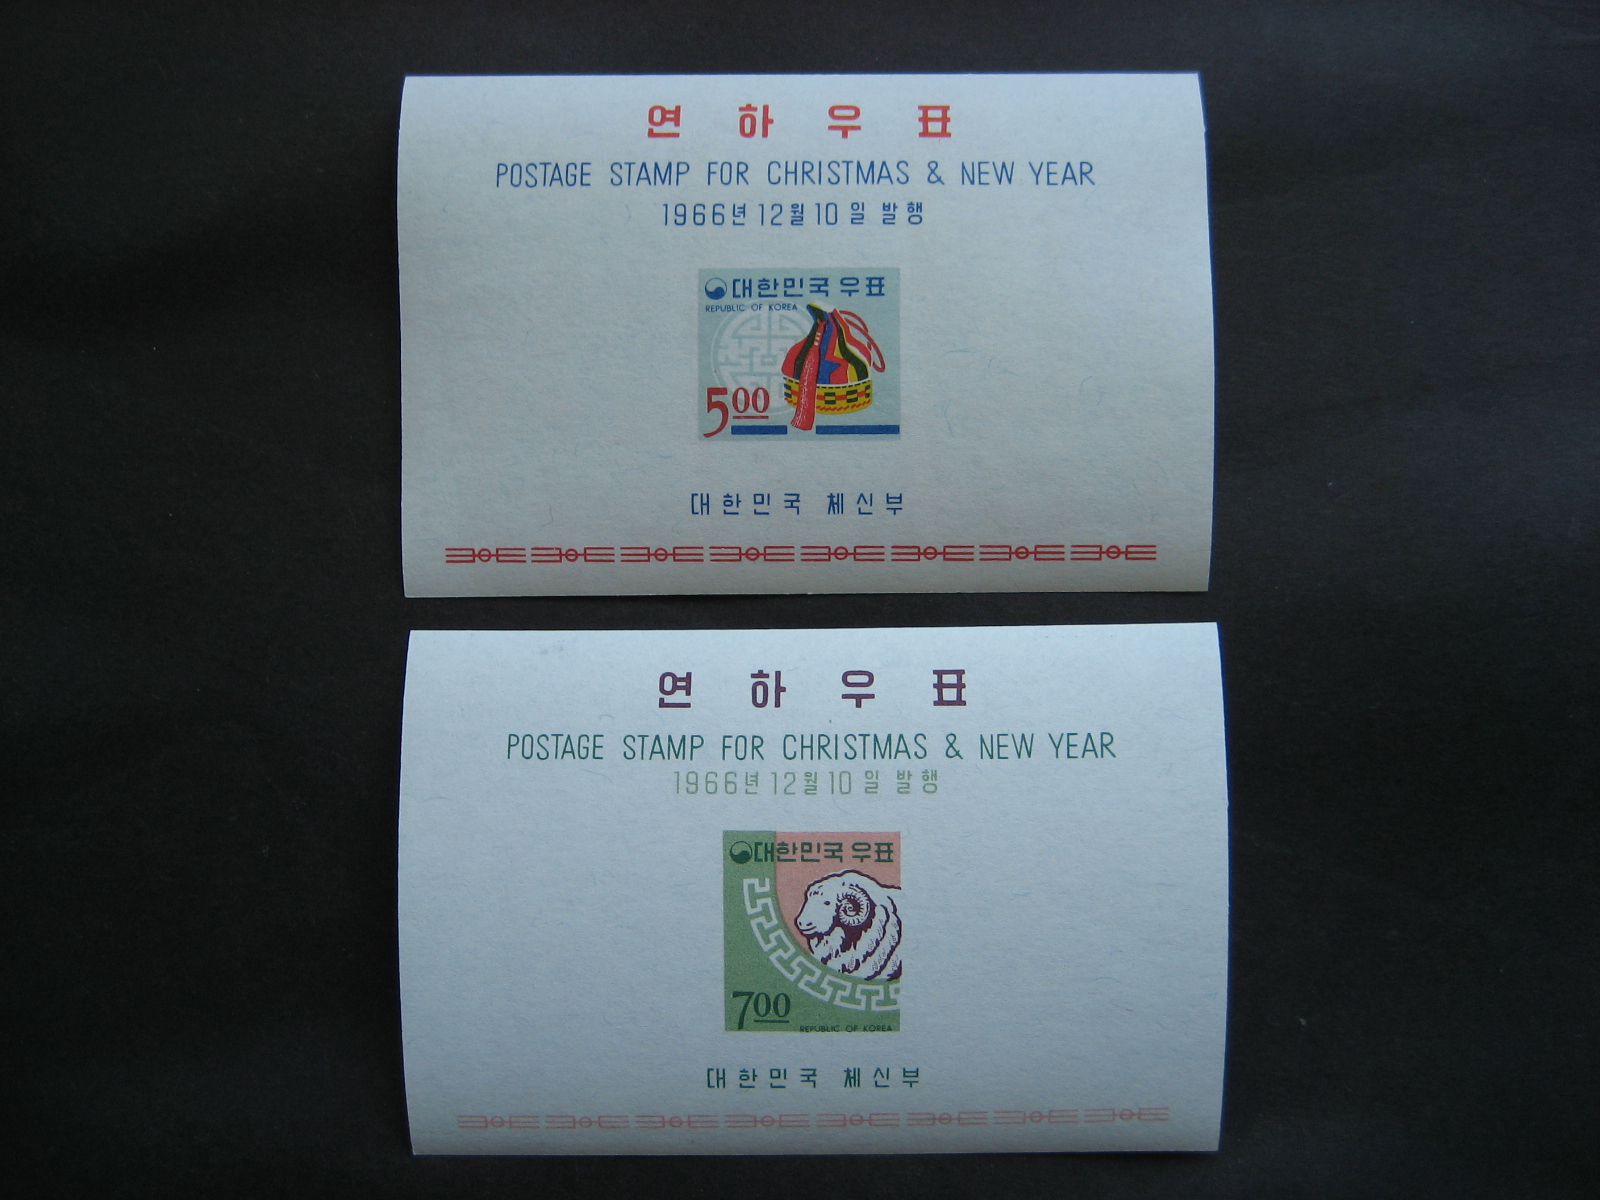 연 하 우 표
POSTAGE STAMP FOR CHRISTMAS & NEW YEAR
1966년 12월 10일 발행
대한민국 우표
REPUBLIC OF KOREA
500
대한민국 체신부
연 하 우 표
POSTAGE STAMP FOR CHRISTMAS & NEW YEAR
1966년 12월 10일 발행
대한민국 우표
700
REPUBLIC OF KOREA
대한민국 체신부